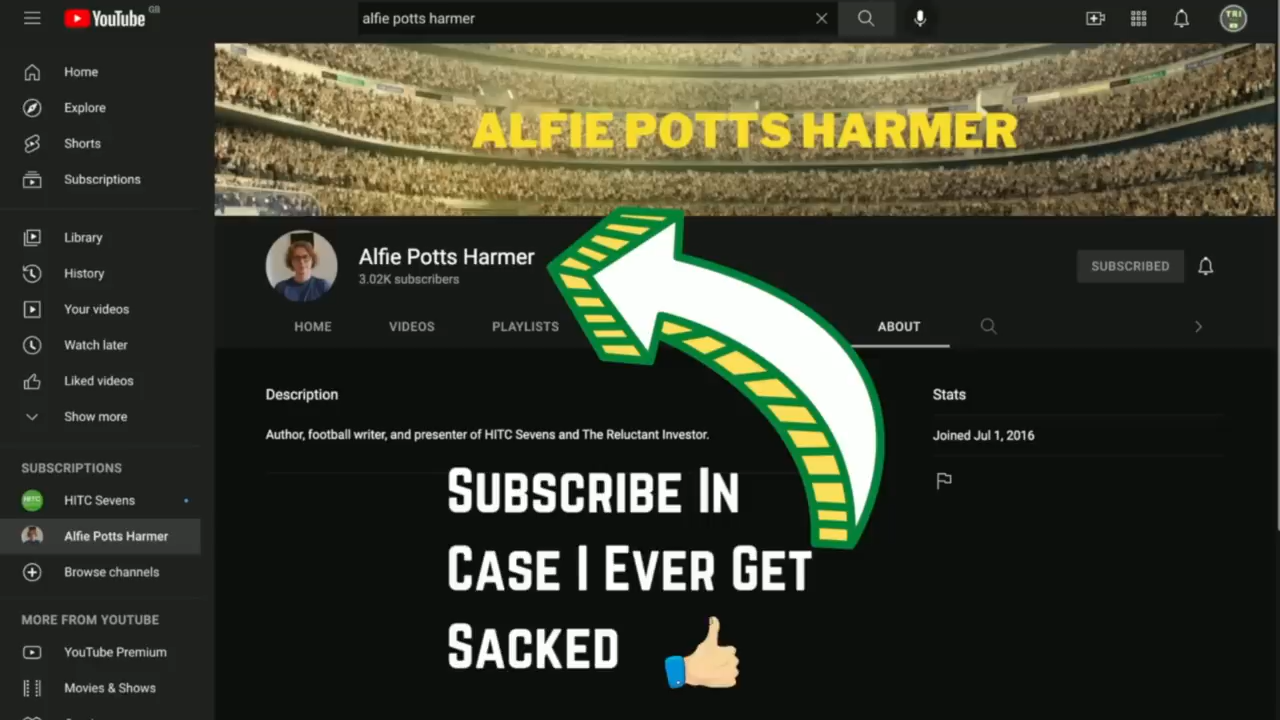 YouTube GB
alfie potts harmer
TRI
Home
Explore
Shorts
Subscriptions
Library
History
Your videos
Watch later
Liked videos
Show more
SUBSCRIPTIONS
HITC Sevens
Alfie Potts Harmer
Browse channels
MORE FROM YOUTUBE
YouTube Premium
Movies & Shows
ALFIE POTTS HARMER
Alfie Potts Harmer
3.02K subscribers
SUBSCRIBED
HOME VIDEOS PLAYLISTS ABOUT
Description
Author, football writer, and presenter of HITC Sevens and The Reluctant Investor.
Stats
Joined Jul 1, 2016
SUBSCRIBE IN
CASE I EVER GET
SACKED